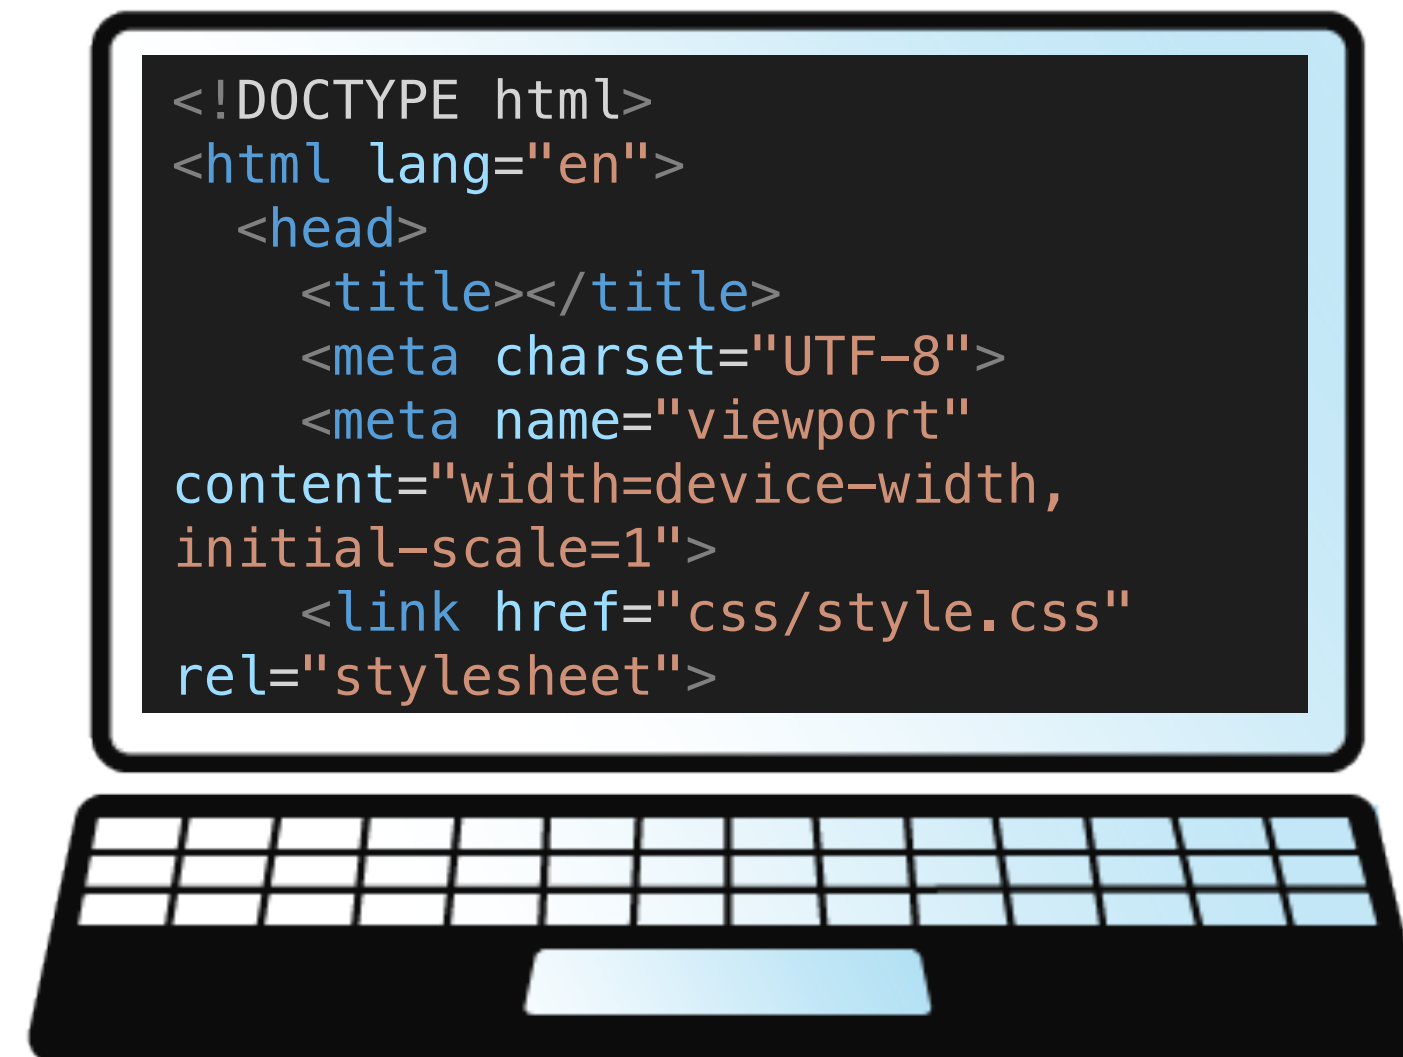 <!DOCTYPE html>
<html lang="en">
  <head>
    <title></title>
    <meta charset="UTF-8">
    <meta name="viewport"
content="width=device-width,
initial-scale=1">
    <link href="css/style.css"
rel="stylesheet">